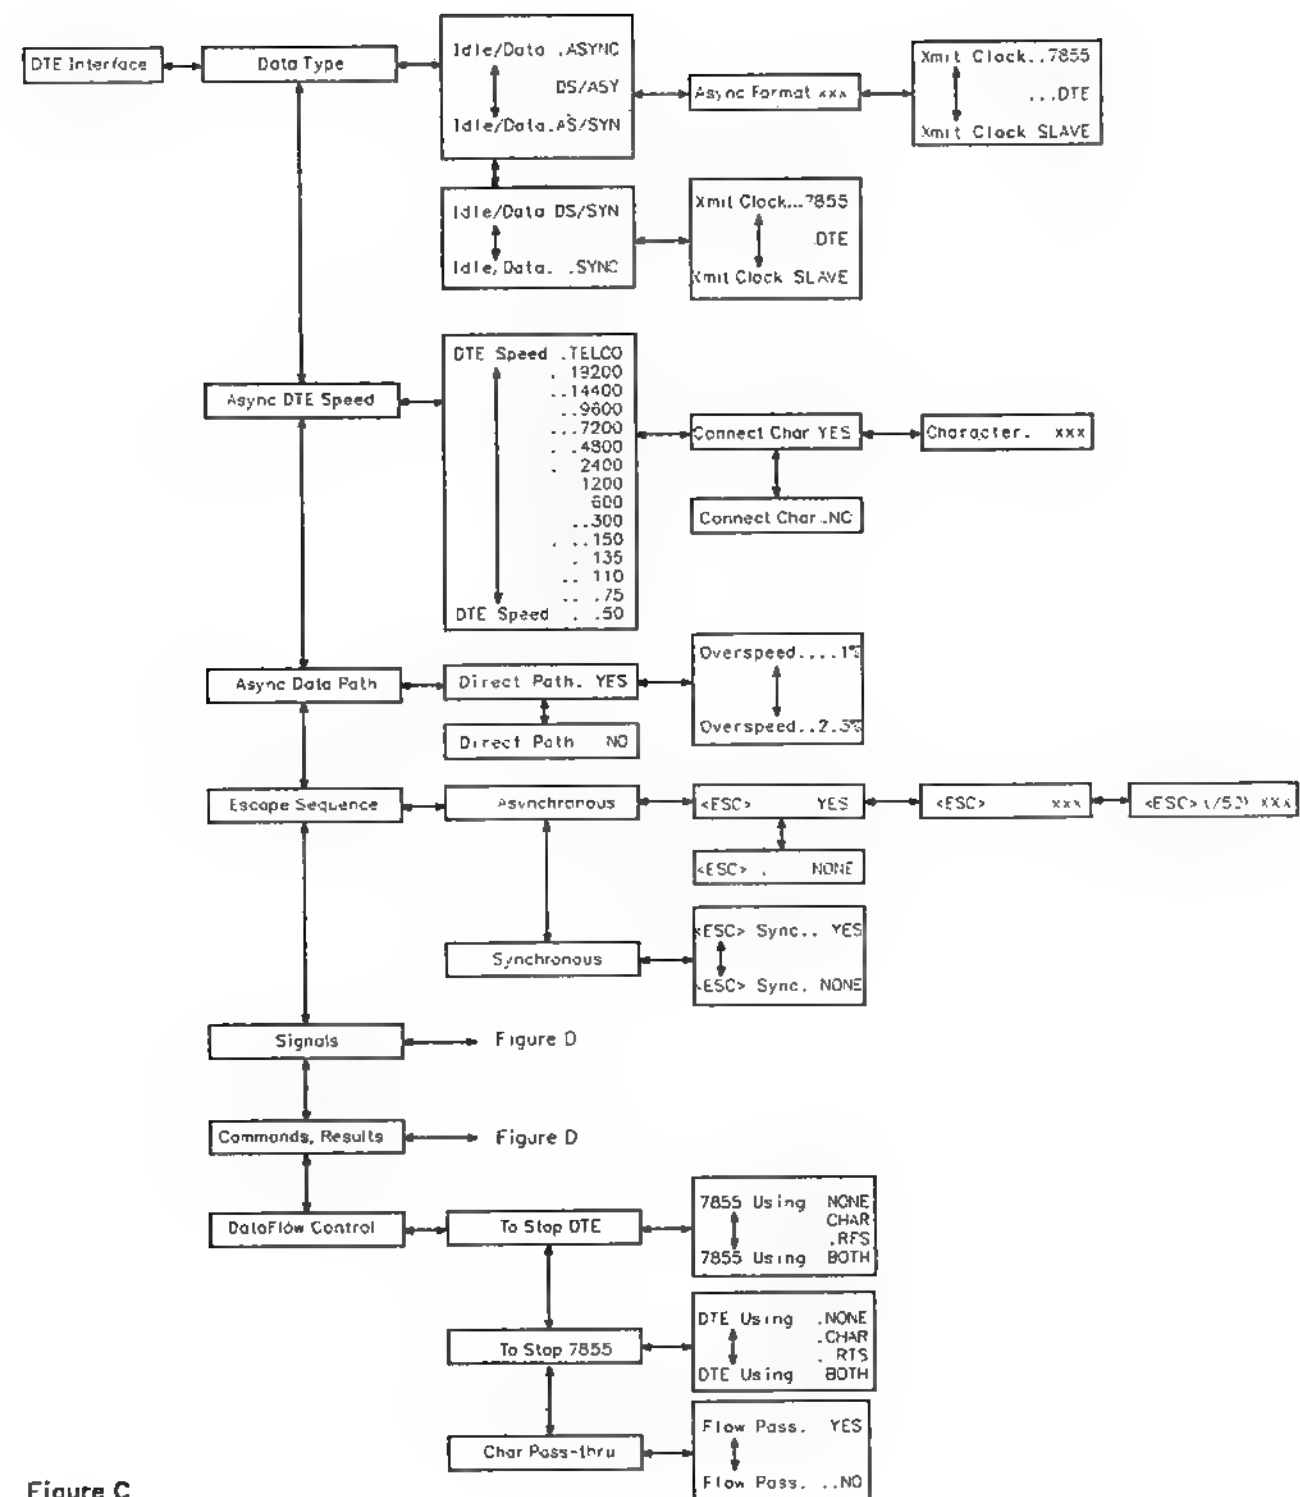 DTE Interface
Data Type
Idle/Data .ASYNC
DS/ASY
Idle/Data.AS/SYN
Async Format xxx
Xmit Clock..7855
...DTE
Xmit Clock SLAVE
Idle/Data DS/SYN
Idle/Data. .SYNC
Xmit Clock...7855
.DTE
Xmit Clock SLAVE
Async DTE Speed
DTE Speed .TELCO
. 19200
..14400
..9600
...7200
. .4800
. 2400
1200
600
..300
. ..150
. 135
.. 110
.. .75
DTE Speed . .50
Connect Char YES
Character. xxx
Connect Char .NO
Async Data Path
Direct Path. YES
Overspeed....1%
Overspeed..2.3%
Direct Path NO
Escape Sequence
Asynchronous
<ESC> YES
<ESC> xxx
<ESC> (/52) xxx
<ESC> . NONE
Synchronous
<ESC> Sync.. YES
<ESC> Sync. NONE
Signals
Figure D
Commands, Results
Figure D
DataFlow Control
To Stop DTE
7855 Using NONE
CHAR
.RFS
7855 Using BOTH
To Stop 7855
DTE Using .NONE
.CHAR
. RTS
DTE Using BOTH
Char Pass-thru
Flow Pass. YES
Flow Pass. ..NO
Figure C